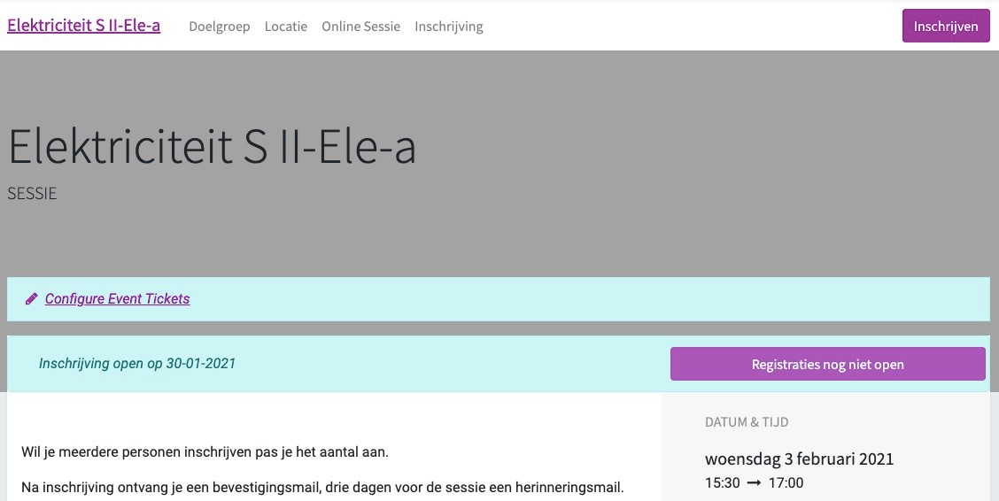 Elektriciteit S II-Ele-a Doelgroep Locatie Online Sessie Inschrijving Inschrijven
Elektriciteit S II-Ele-a
SESSIE
Configure Event Tickets
Inschrijving open op 30-01-2021 Registraties nog niet open
Wil je meerdere personen inschrijven pas je het aantal aan.
Na inschrijving ontvang je een bevestigingsmail, drie dagen voor de sessie een herinneringsmail.
DATUM & TIJD
woensdag 3 februari 2021
15:30 → 17:00